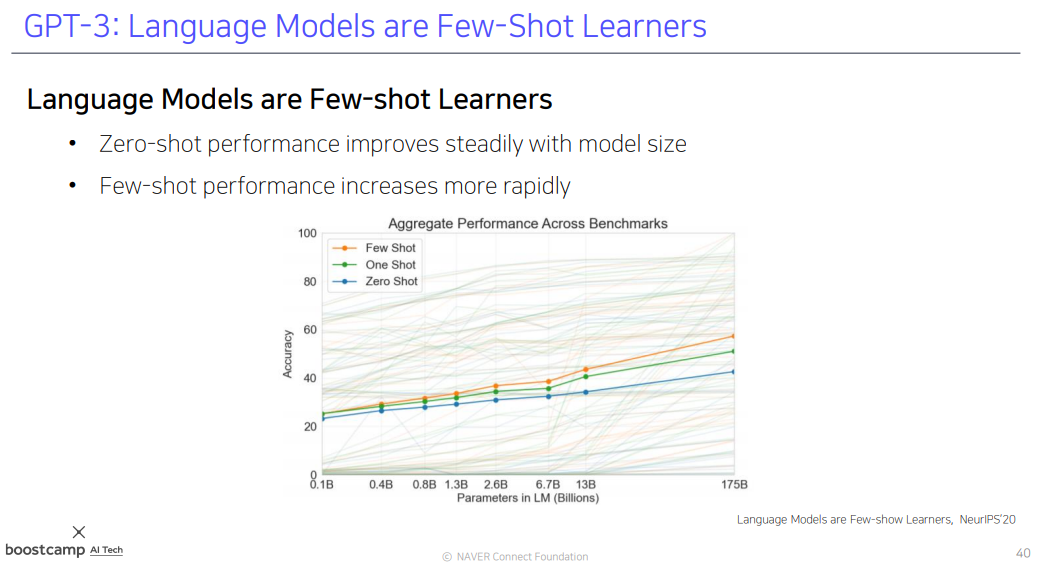 GPT-3: Language Models are Few-Shot Learners
Language Models are Few-shot Learners
• Zero-shot performance improves steadily with model size
• Few-shot performance increases more rapidly
Aggregate Performance Across Benchmarks
Few Shot
One Shot
Zero Shot
Accuracy
100
80
60
40
20
0
0.1B 0.4B 0.8B 1.3B 2.6B 6.7B 13B 175B
Parameters in LM (Billions)
Language Models are Few-show Learners, NeurIPS'20
boostcamp AI Tech
© NAVER Connect Foundation
40